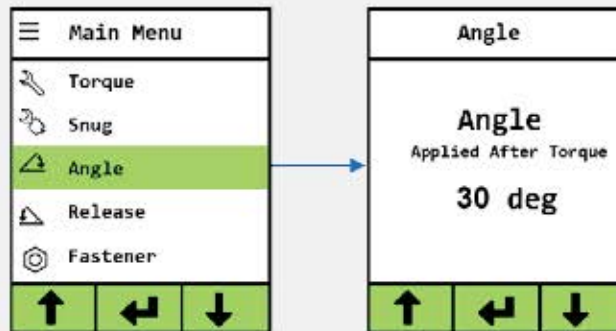 Main Menu
Torque
Snug
Angle
Release
Fastener
Angle
Angle
Applied After Torque
30 deg